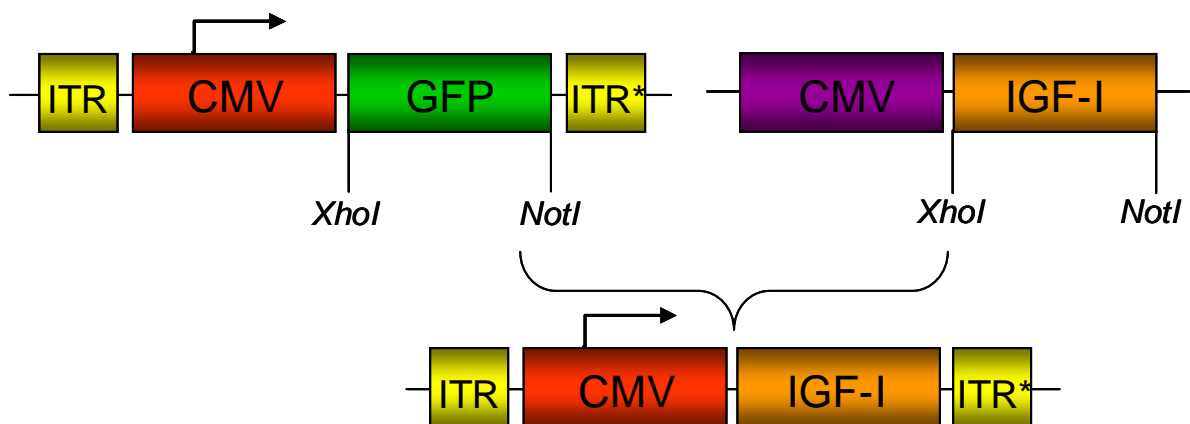 ITR CMV GFP ITR* CMV IGF-I
XhoI NotI XhoI NotI
ITR CMV IGF-I ITR*